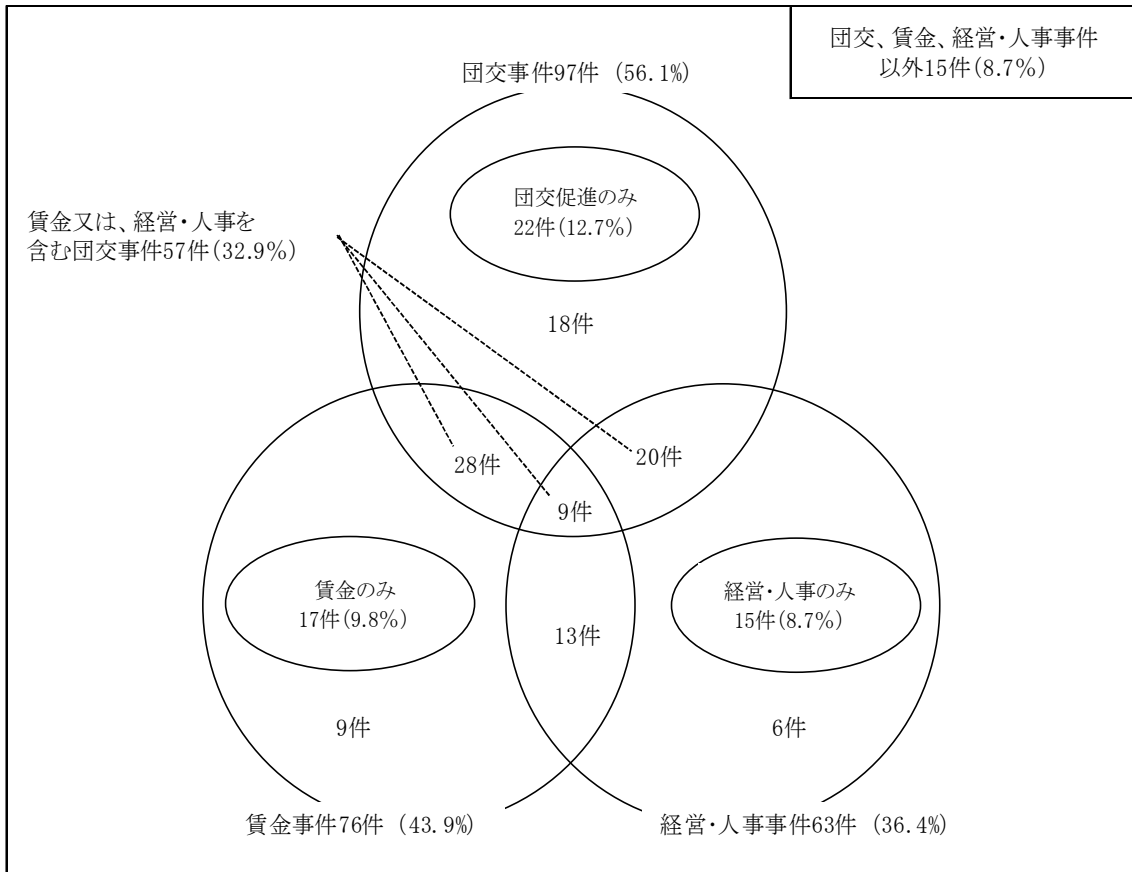 団交、賃金、経営・人事事件
以外15件(8.7%)
団交事件97件 (56.1%)
団交促進のみ
22件(12.7%)
賃金又は、経営・人事を
含む団交事件57件(32.9%)
18件
28件
20件
9件
賃金のみ
17件(9.8%)
経営・人事のみ
15件(8.7%)
13件
9件
6件
賃金事件76件 (43.9%)
経営・人事事件63件 (36.4%)